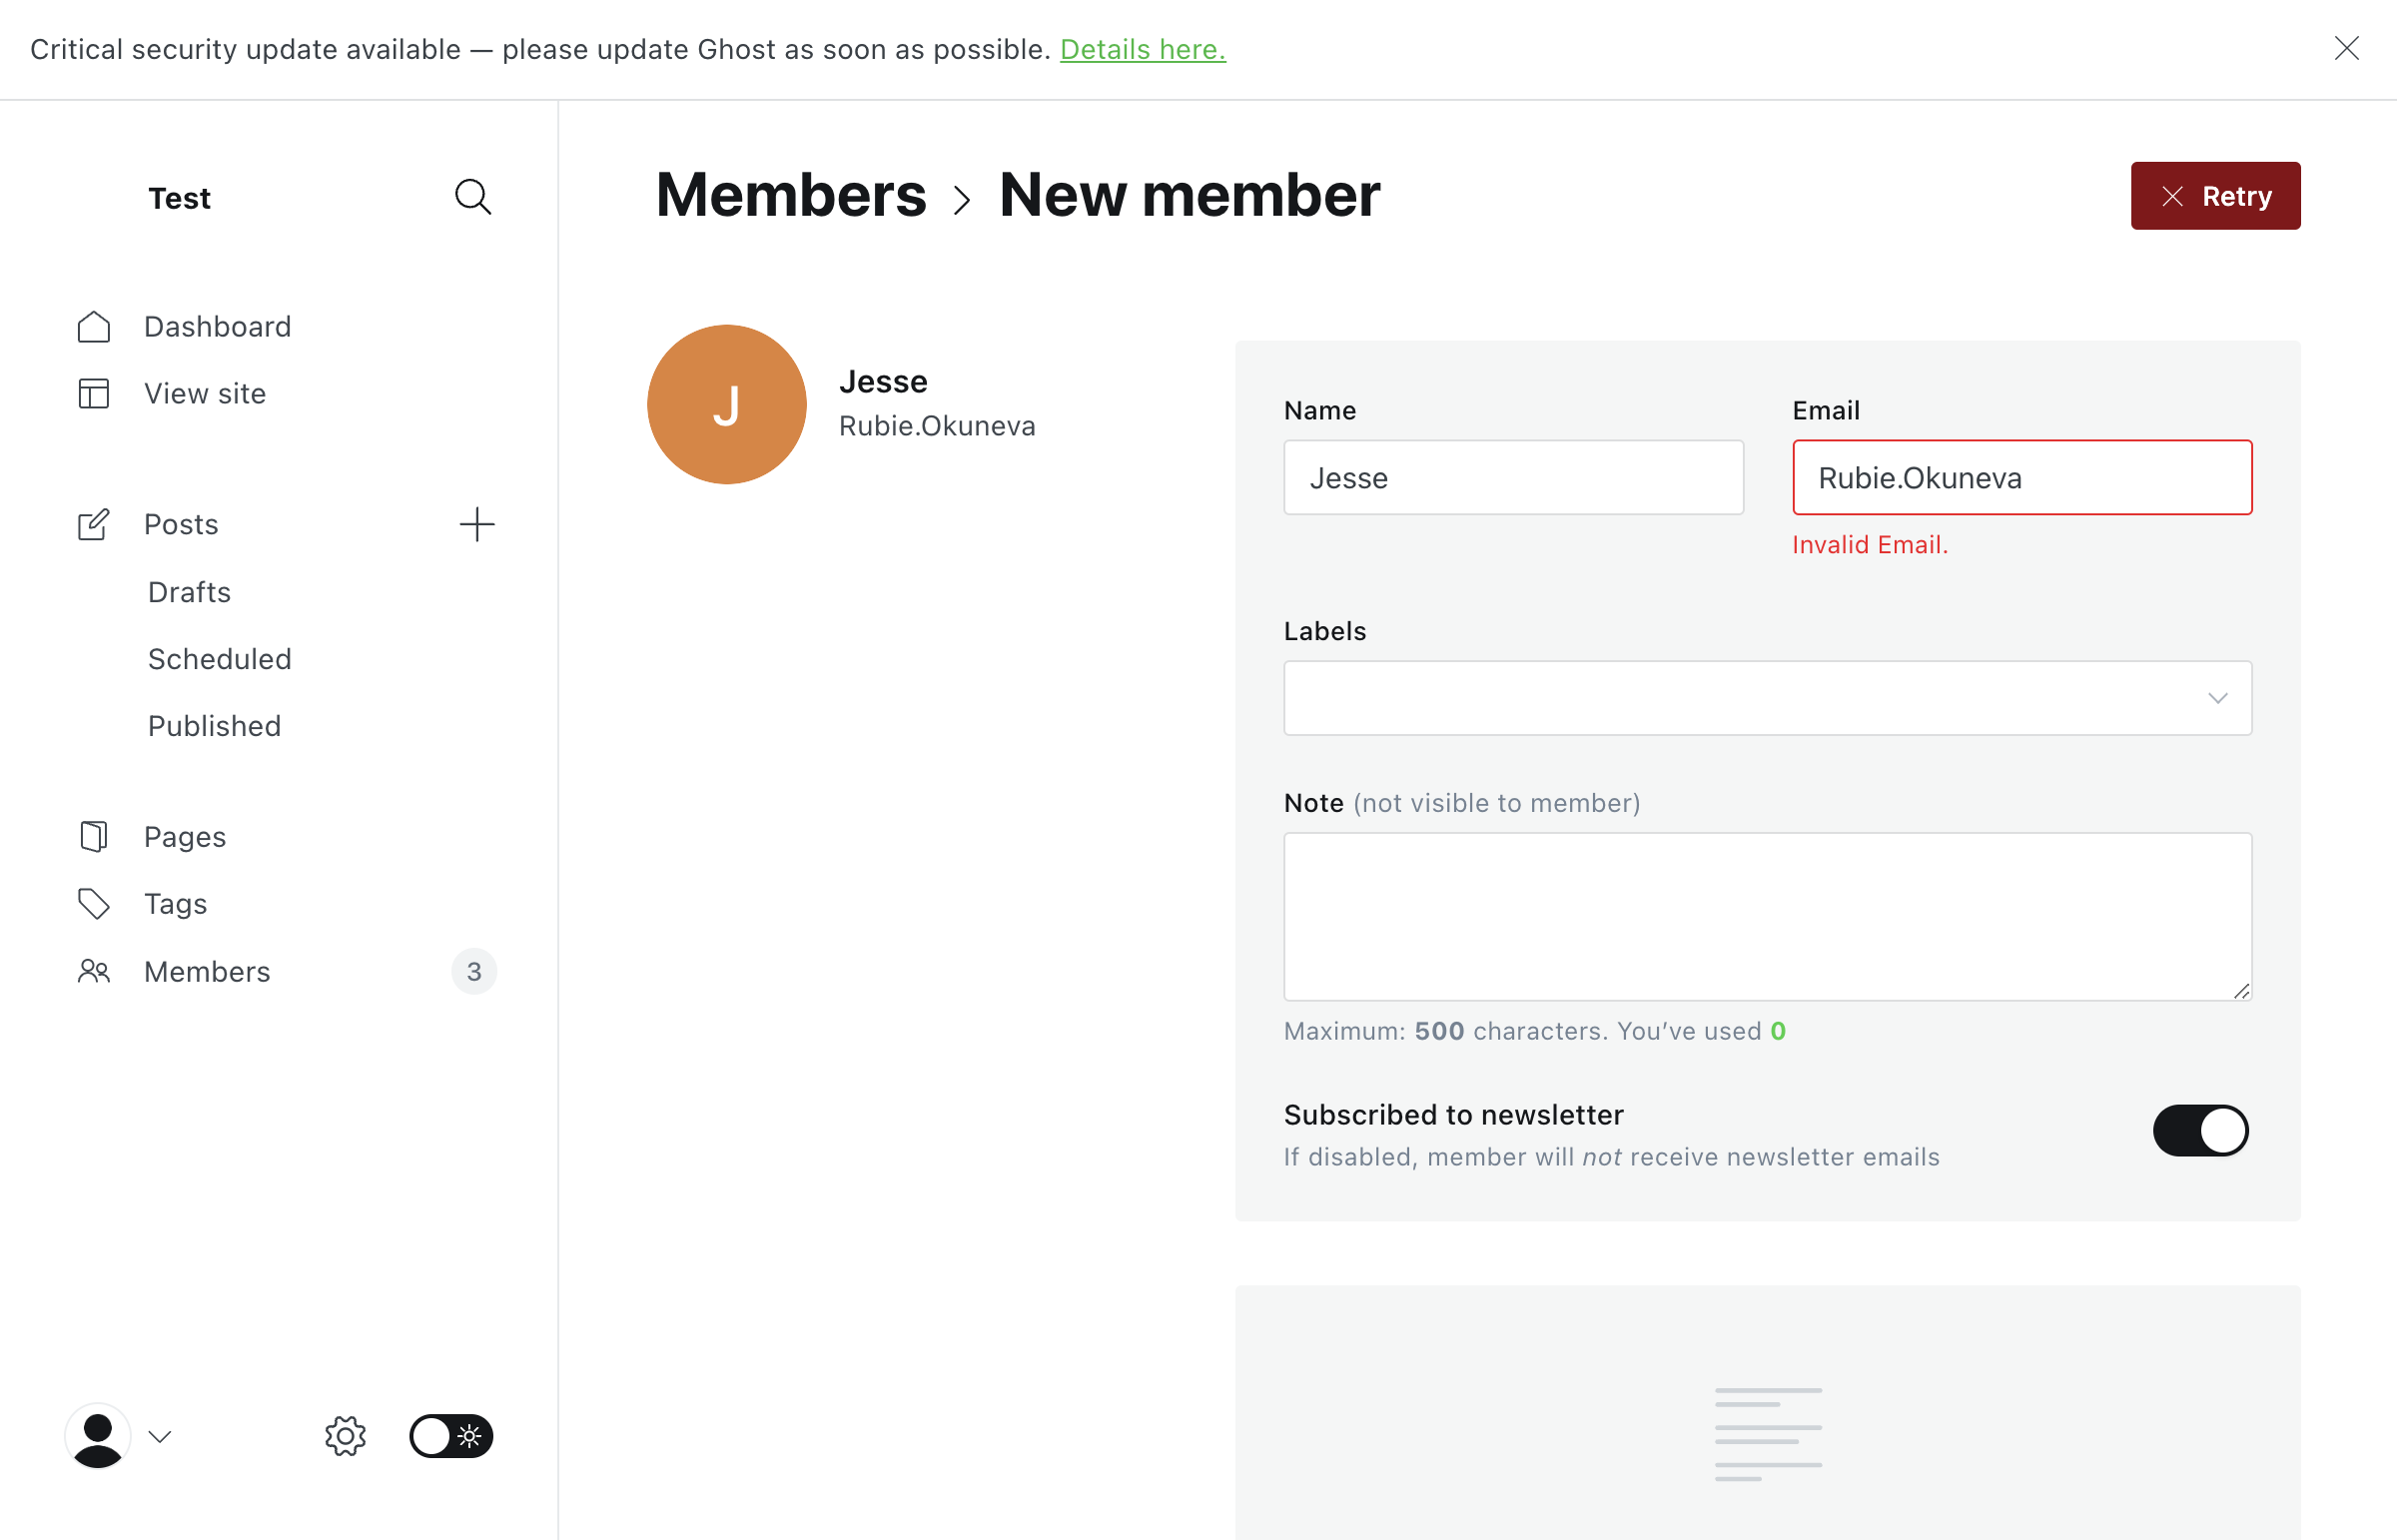 Critical security update available — please update Ghost as soon as possible. Details here.
Test
Dashboard
View site
Posts
Drafts
Scheduled
Published
Pages
Tags
Members
3
Members
New member
Retry
J
Jesse
Rubie.Okuneva
Name
Jesse
Email
Rubie.Okuneva
Invalid Email.
Labels
Note (not visible to member)
Maximum: 500 characters. You’ve used 0
Subscribed to newsletter
If disabled, member will not receive newsletter emails